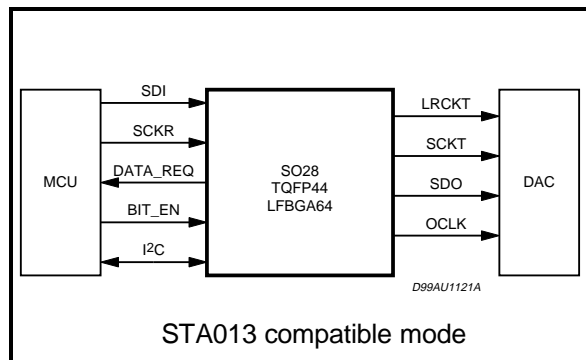 SDI
SCKR
DATA_REQ
BIT_EN
I2C
MCU
SO28
TQFP44
LFBGA64
LRCKT
SCKT
SDO
OCLK
DAC
D99AU1121A
STA013 compatible mode